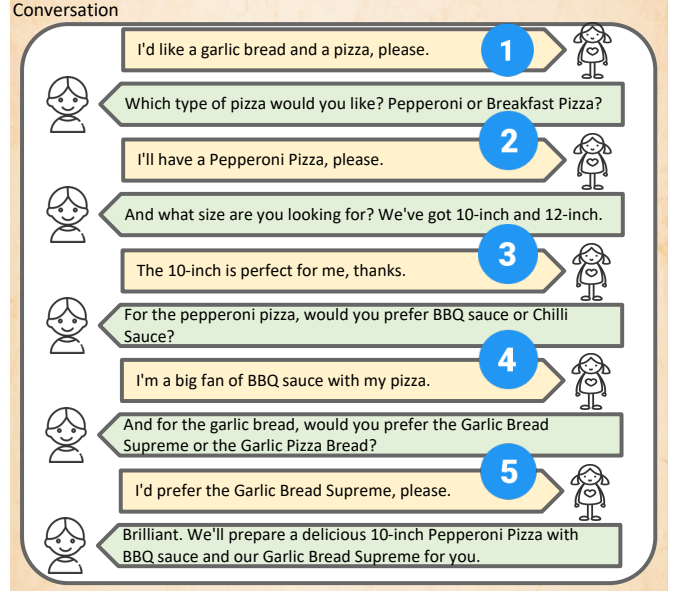 Conversation
I'd like a garlic bread and a pizza, please.
1
Which type of pizza would you like? Pepperoni or Breakfast Pizza?
2
I'll have a Pepperoni Pizza, please.
And what size are you looking for? We've got 10-inch and 12-inch.
3
The 10-inch is perfect for me, thanks.
For the pepperoni pizza, would you prefer BBQ sauce or Chilli
Sauce?
4
I'm a big fan of BBQ sauce with my pizza.
And for the garlic bread, would you prefer the Garlic Bread
Supreme or the Garlic Pizza Bread?
5
I'd prefer the Garlic Bread Supreme, please.
Brilliant. We'll prepare a delicious 10-inch Pepperoni Pizza with
BBQ sauce and our Garlic Bread Supreme for you.